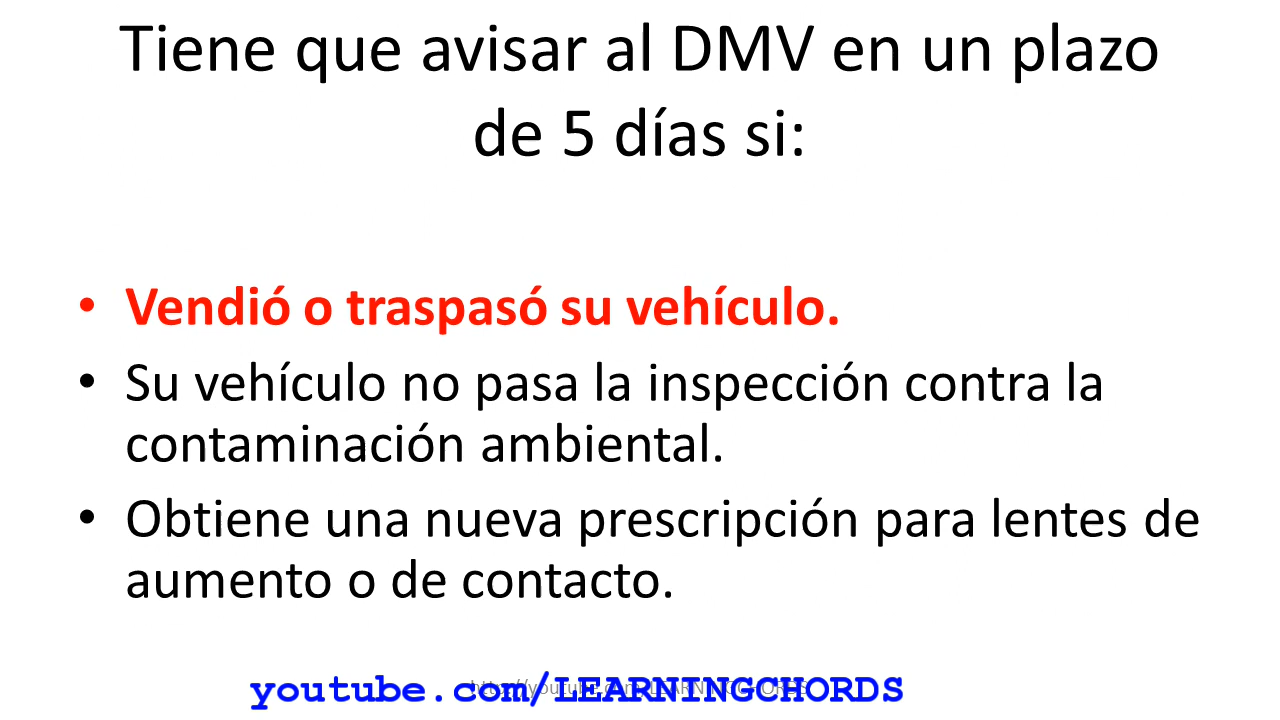 Tiene que avisar al DMV en un plazo
de 5 días si:
• Vendió o traspasó su vehículo.
• Su vehículo no pasa la inspección contra la
contaminación ambiental.
• Obtiene una nueva prescripción para lentes de
aumento o de contacto.
youtube.com/LEARNINGCHORDS